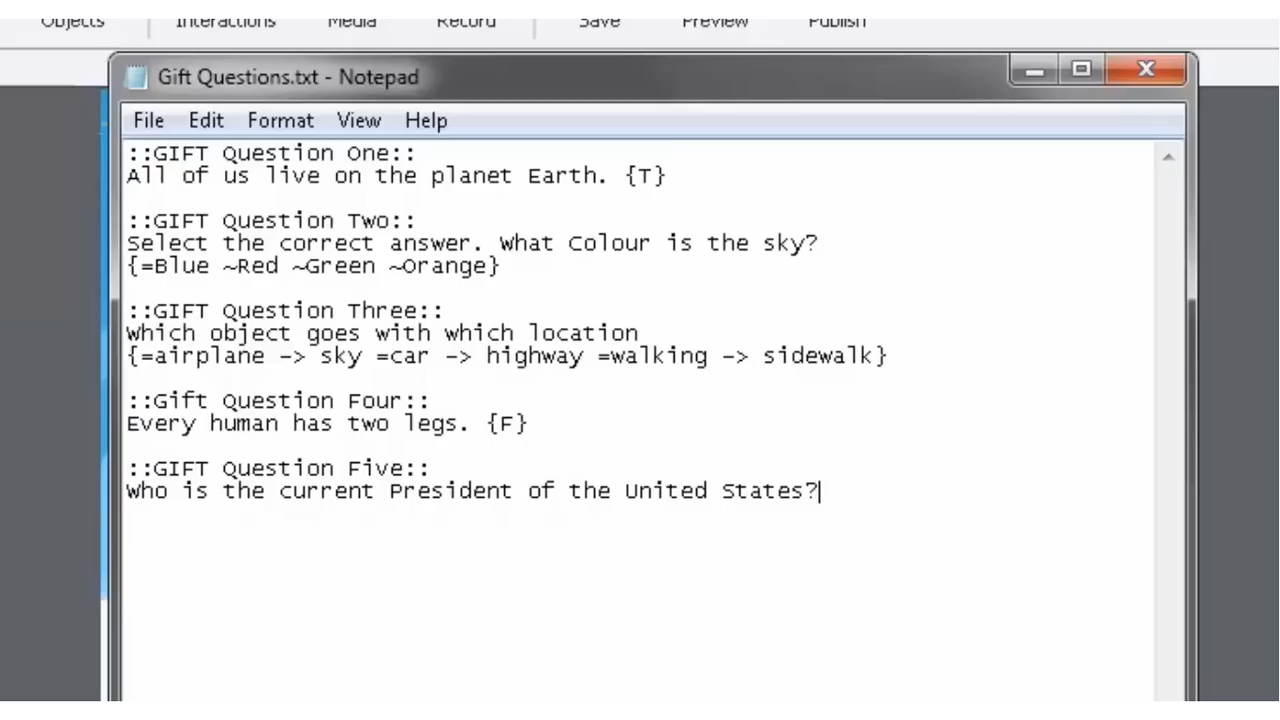 Objects Interactions Media Record Save Preview Publish
Gift Questions.txt - Notepad
File Edit Format View Help
::GIFT Question One::
All of us live on the planet Earth. {T}
::GIFT Question Two::
Select the correct answer. What Colour is the sky?
{=Blue ~Red ~Green ~Orange}
::GIFT Question Three::
Which object goes with which location
{=airplane -> sky =car -> highway =walking -> sidewalk}
::Gift Question Four::
Every human has two legs. {F}
::GIFT Question Five::
Who is the current President of the United States?